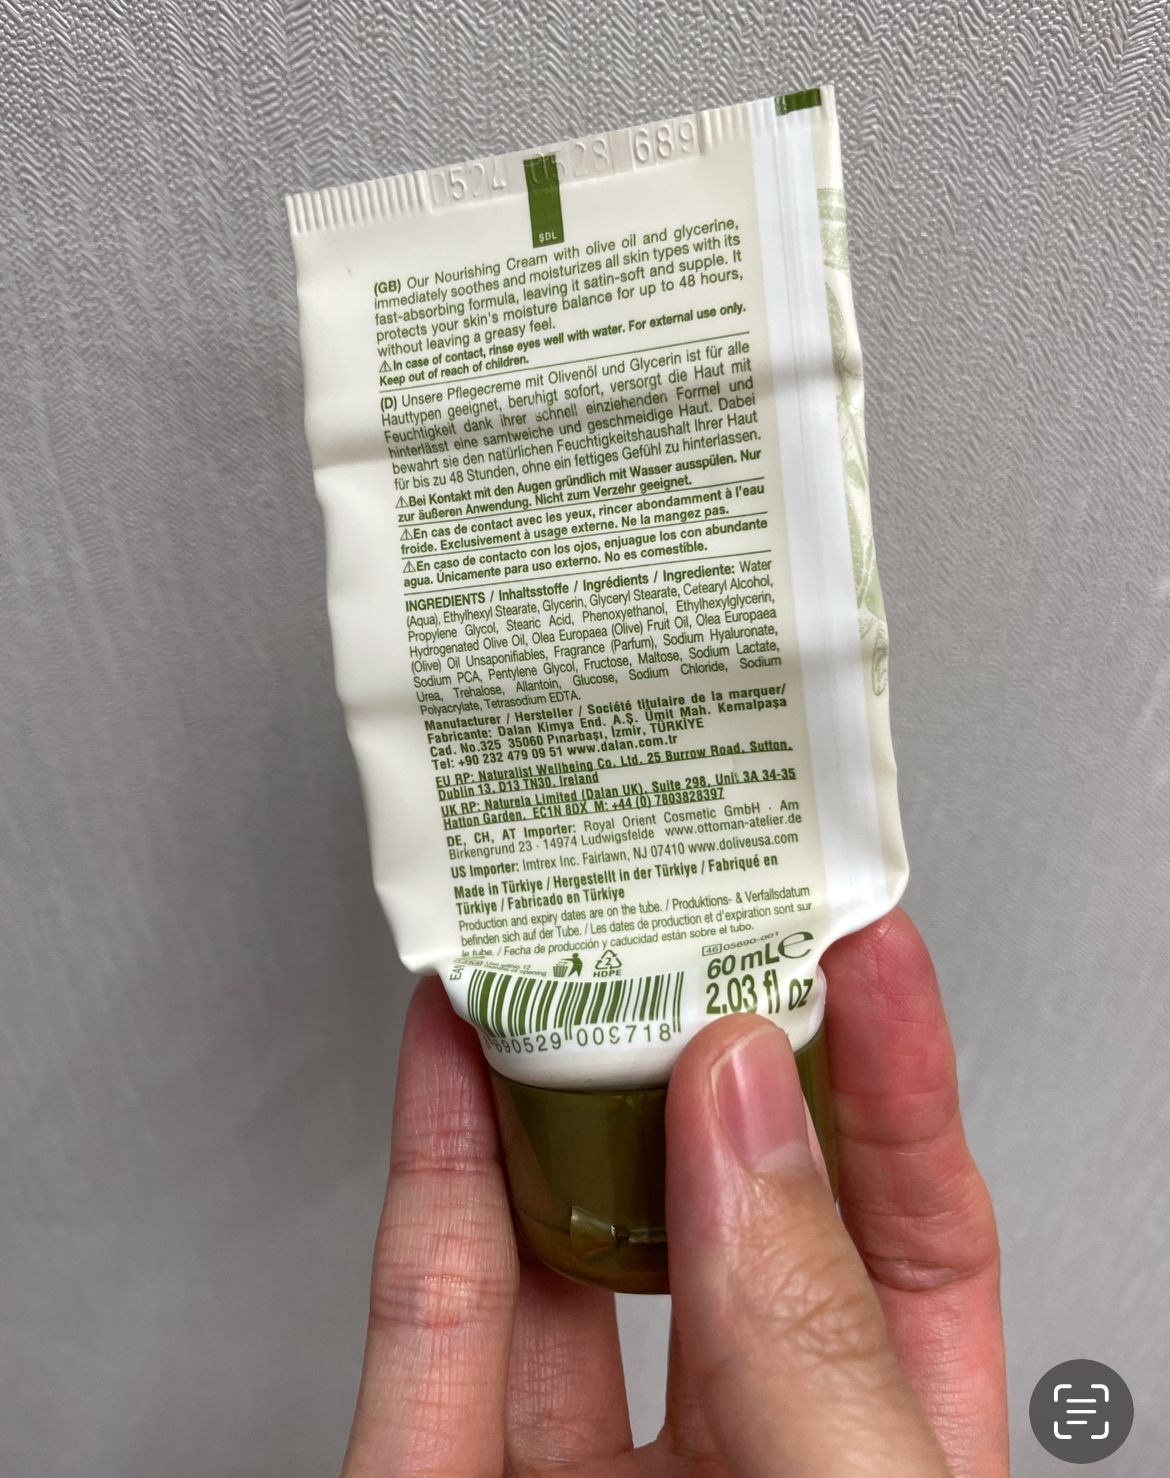 0524 0528 689
SDL
(GB) Our Nourishing Cream with olive oil and glycerine,
immediately soothes and moisturizes all skin types with its
fast-absorbing formula, leaving it satin-soft and supple. It
protects your skin's moisture balance for up to 48 hours,
without leaving a greasy feel.
⚠In case of contact, rinse eyes well with water. For external use only.
Keep out of reach of children.
(D) Unsere Pflegecreme mit Olivenöl und Glycerin ist für alle
Hauttypen geeignet, beruhigt sofort, versorgt die Haut mit
Feuchtigkeit dank ihrer schnell einziehenden Formel und
hinterlässt eine samtweiche und geschmeidige Haut. Dabei
bewahrt sie den natürlichen Feuchtigkeitshaushalt Ihrer Haut
für bis zu 48 Stunden, ohne ein fettiges Gefühl zu hinterlassen.
⚠Bei Kontakt mit den Augen gründlich mit Wasser ausspülen. Nur
zur äußeren Anwendung. Nicht zum Verzehr geeignet.
⚠En cas de contact avec les yeux, rincer abondamment à l'eau
froide. Exclusivement à usage externe. Ne la mangez pas.
⚠En caso de contacto con los ojos, enjuague los con abundante
agua. Únicamente para uso externo. No es comestible.
INGREDIENTS / Inhaltsstoffe / Ingrédients / Ingrediente: Water
(Aqua), Ethylhexyl Stearate, Glycerin, Glyceryl Stearate, Cetearyl Alcohol,
Propylene Glycol, Stearic Acid, Phenoxyethanol, Ethylhexylglycerin,
Hydrogenated Olive Oil, Olea Europaea (Olive) Fruit Oil, Olea Europaea
(Olive) Oil Unsaponifiables, Fragrance (Parfum), Sodium Hyaluronate,
Sodium PCA, Pentylene Glycol, Fructose, Maltose, Sodium Lactate,
Urea, Trehalose, Allantoin, Glucose, Sodium Chloride, Sodium
Polyacrylate, Tetrasodium EDTA.
Manufacturer / Hersteller / Société titulaire de la marquer/
Fabricante: Dalan Kimya End. A.Ş. Ümit Mah. Kemalpaşa
Cad. No.325 35060 Pınarbaşı, İzmir, TÜRKİYE
Tel: +90 232 479 09 51 www.dalan.com.tr
EU RP: Naturalist Wellbeing Co. Ltd. 25 Burrow Road, Sutton,
Dublin 13, D13 TN30, Ireland
UK RP: Naturela Limited (Dalan UK), Suite 298, Unit 3A 34-35
Hatton Garden, EC1N 8DX M: +44 (0) 7803828397
DE, CH, AT Importer: Royal Orient Cosmetic GmbH · Am
Birkengrund 23 · 14974 Ludwigsfelde www.ottoman-atelier.de
US Importer: Imtrex Inc. Fairlawn, NJ 07410 www.doliveusa.com
Made in Türkiye / Hergestellt in der Türkiye / Fabriqué en
Türkiye / Fabricado en Türkiye
Production and expiry dates are on the tube. / Produktions- & Verfallsdatum
befinden sich auf der Tube. / Les dates de production et d'expiration sont sur
le tube. / Fecha de producción y caducidad están sobre el tubo.
EAN
Use within 12
months of opening
2
HDPE
46 05690-001
60 mL e
2.03 fl oz
690529 009718